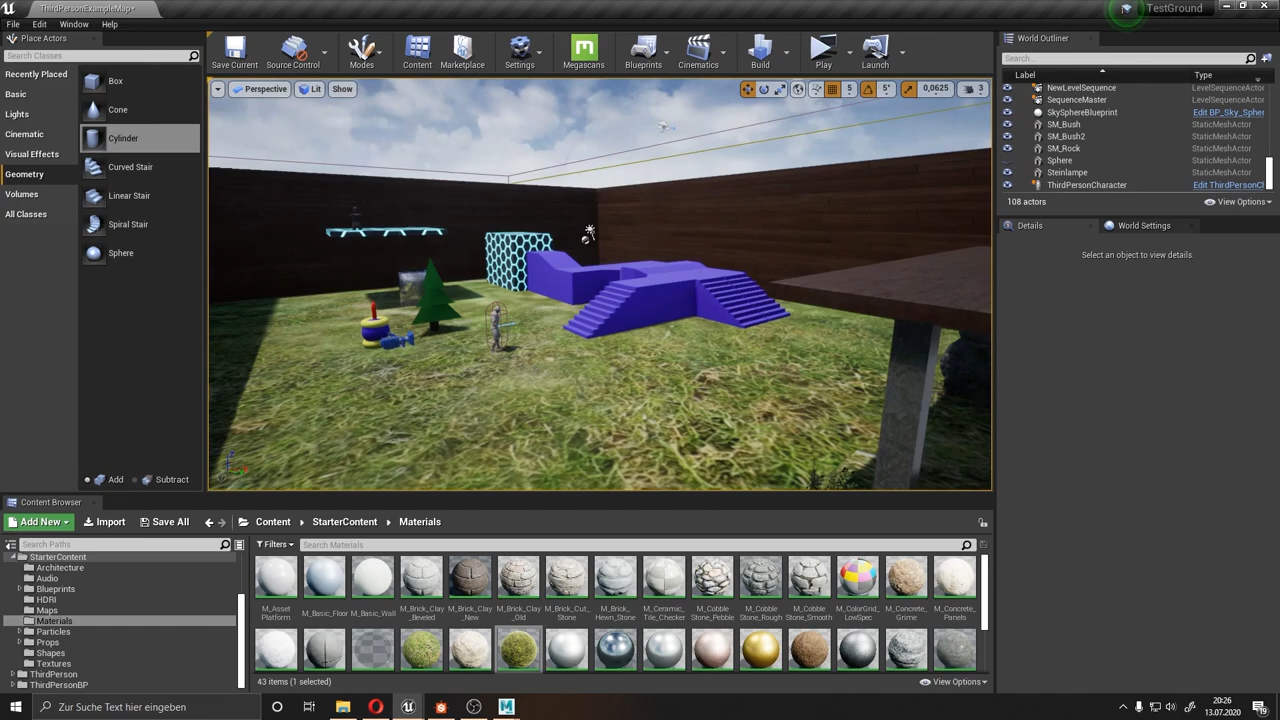 ThirdPersonExampleMap*
TestGround
File Edit Window Help
Place Actors
Search Classes
Recently Placed
Basic
Lights
Cinematic
Visual Effects
Geometry
Volumes
All Classes
Box
Cone
Cylinder
Curved Stair
Linear Stair
Spiral Stair
Sphere
Add Subtract
Save Current Source Control Modes Content Marketplace Settings Megascans Blueprints Cinematics Build Play Launch
Perspective Lit Show 5 5° 0,0625 3
World Outliner
Search...
Label Type
NewLevelSequence LevelSequenceActor
SequenceMaster LevelSequenceActor
SkySphereBlueprint Edit BP_Sky_Spher
SM_Bush StaticMeshActor
SM_Bush2 StaticMeshActor
SM_Rock StaticMeshActor
Sphere StaticMeshActor
Steinlampe StaticMeshActor
ThirdPersonCharacter Edit ThirdPersonCl
108 actors View Options
Details World Settings
Select an object to view details.
Content Browser
Add New Import Save All Content StarterContent Materials
Search Paths
Filters Search Materials
StarterContent
Architecture
Audio
Blueprints
HDRI
Maps
Materials
Particles
Props
Shapes
Textures
ThirdPerson
ThirdPersonBP
M_Asset_
Platform
M_Basic_Floor
M_Basic_Wall
M_Brick_Clay
_Beveled
M_Brick_Clay
_New
M_Brick_Clay
_Old
M_Brick_Cut_
Stone
M_Brick_
Hewn_Stone
M_Ceramic_
Tile_Checker
M_Cobble
Stone_Pebble
M_Cobble
Stone_Rough
M_Cobble
Stone_Smooth
M_ColorGrid_
LowSpec
M_Concrete_
Grime
M_Concrete_
Panels
43 items (1 selected) View Options
Zur Suche Text hier eingeben
20:26
13.07.2020
19